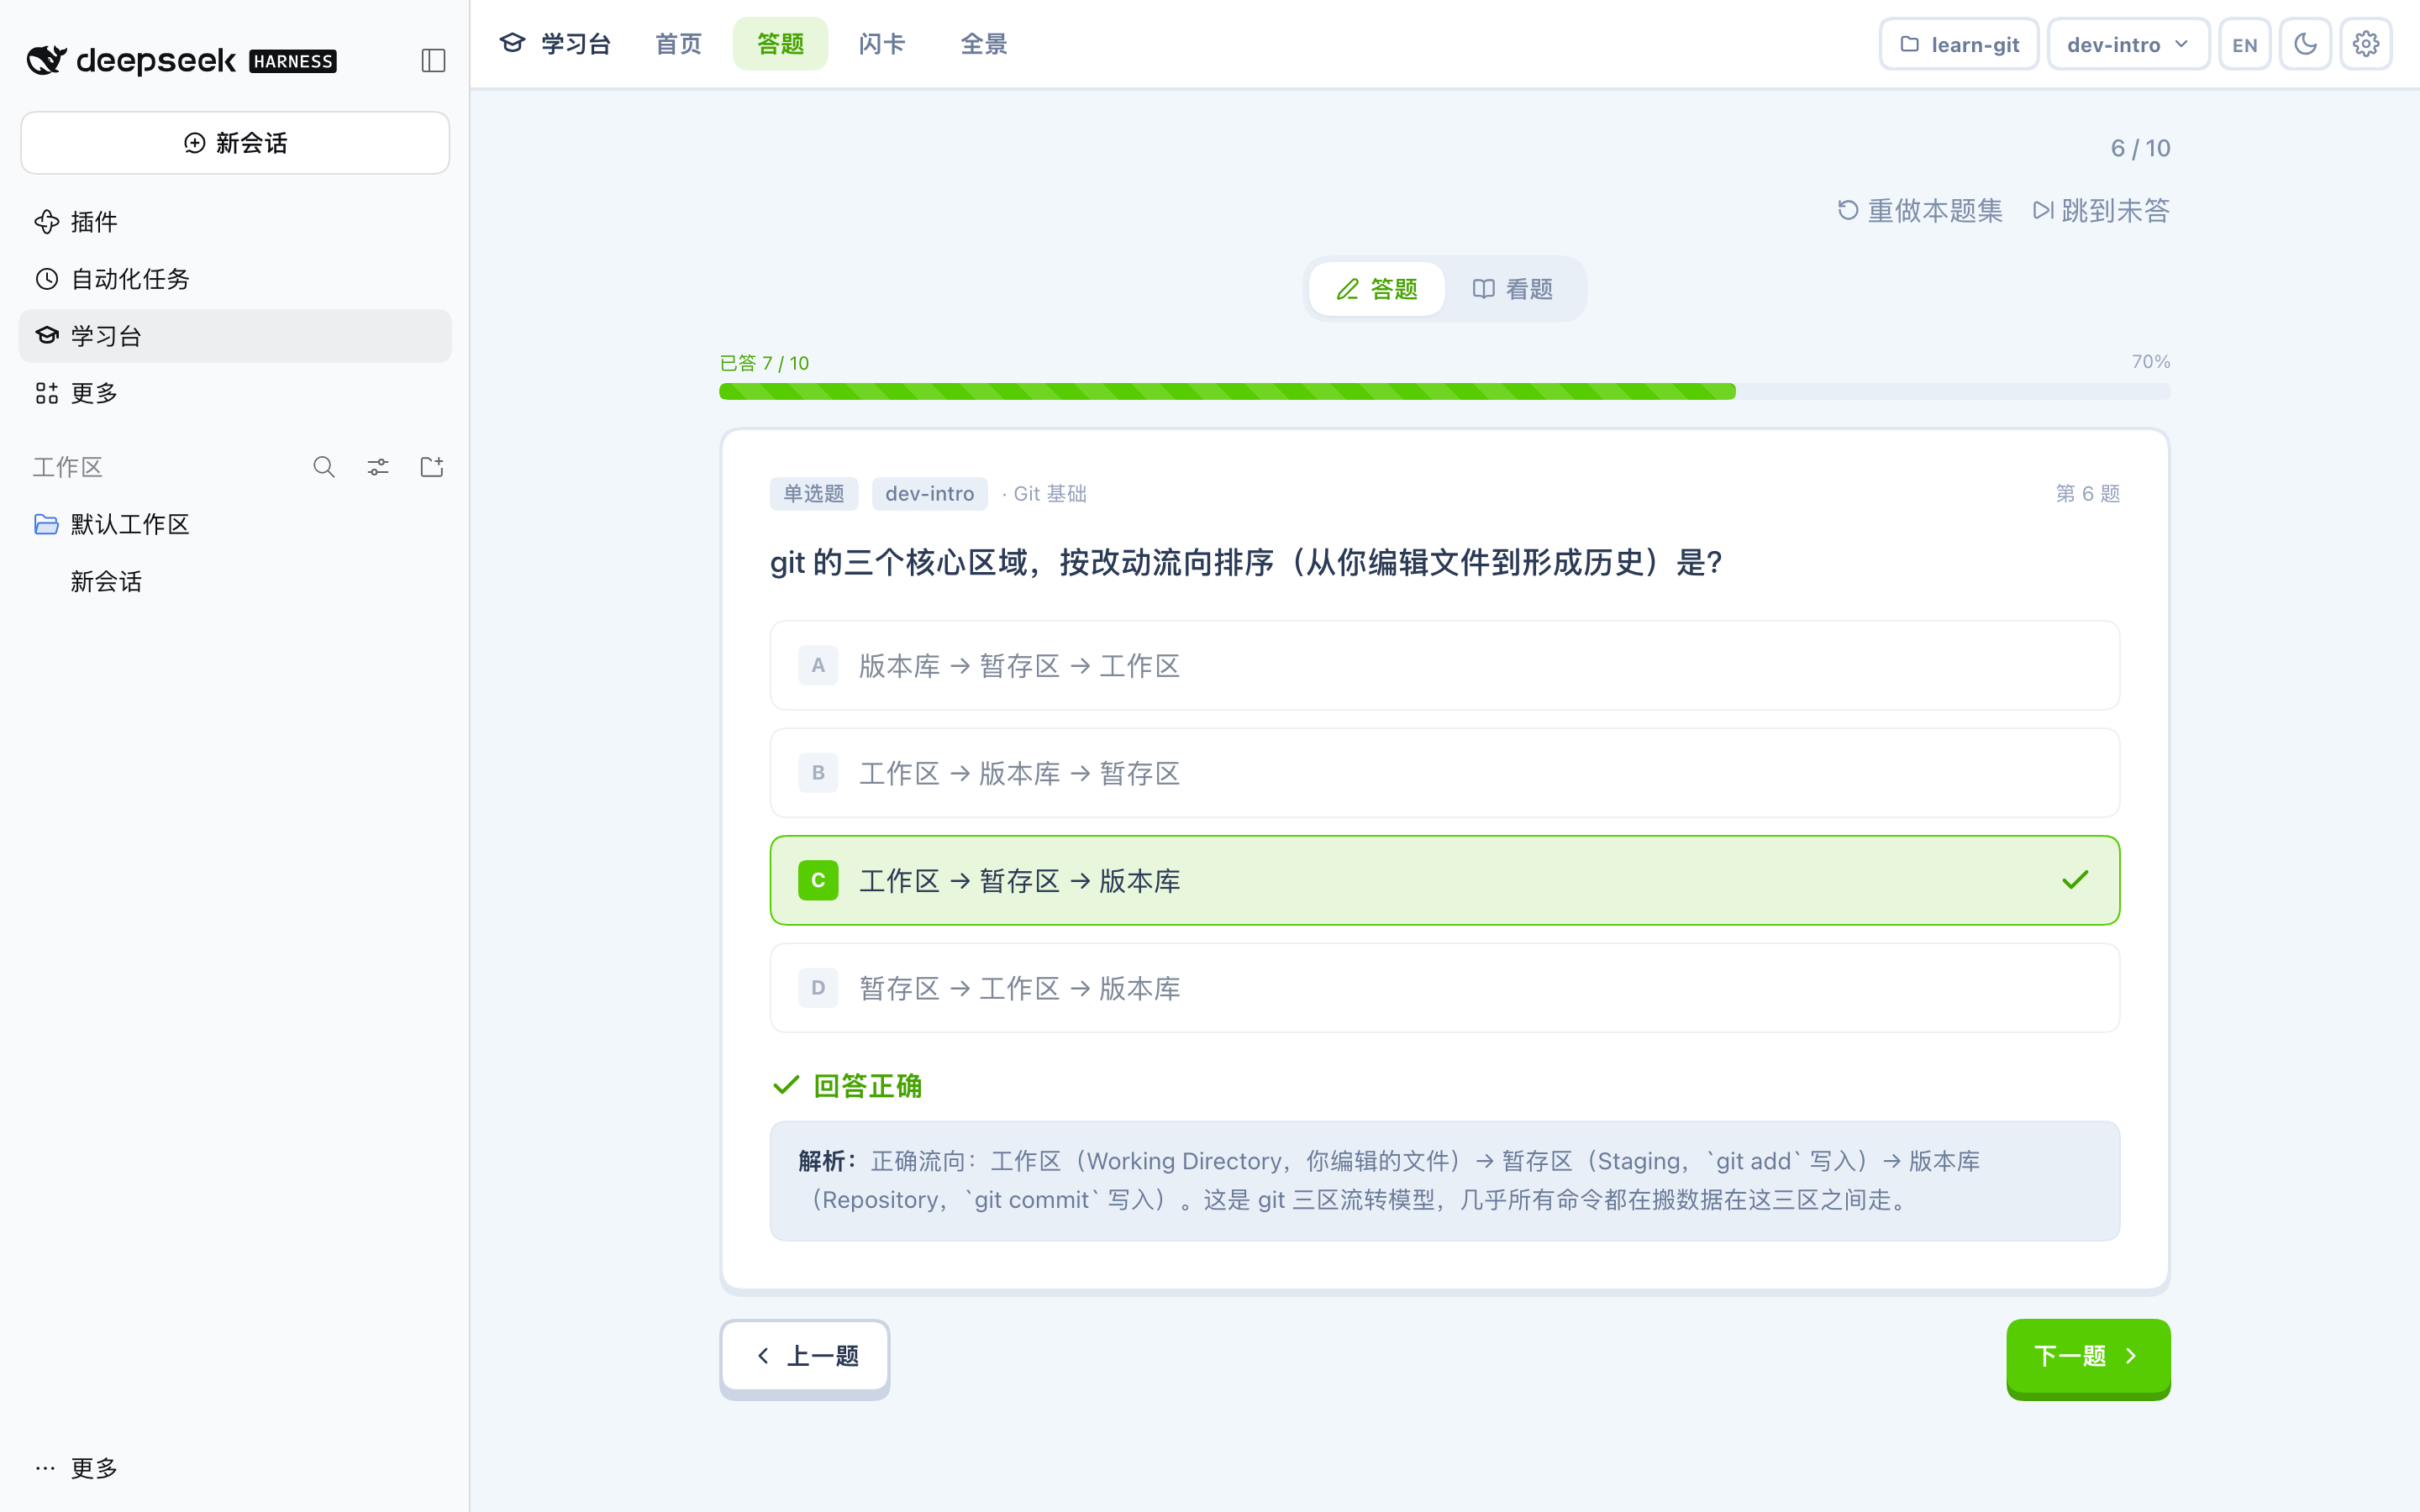 deepseek HARNESS
新会话
插件
自动化任务
学习台
更多
工作区
默认工作区
新会话
更多
学习台
首页
答题
闪卡
全景
learn-git
dev-intro
EN
6 / 10
重做本题集
跳到未答
答题
看题
已答 7 / 10
70%
单选题
dev-intro
· Git 基础
第 6 题
git 的三个核心区域，按改动流向排序（从你编辑文件到形成历史）是?
A 版本库 → 暂存区 → 工作区
B 工作区 → 版本库 → 暂存区
C 工作区 → 暂存区 → 版本库
D 暂存区 → 工作区 → 版本库
回答正确
解析：正确流向：工作区（Working Directory，你编辑的文件）→ 暂存区（Staging，`git add` 写入）→ 版本库
（Repository，`git commit` 写入）。这是 git 三区流转模型，几乎所有命令都在搬数据在这三区之间走。
上一题
下一题